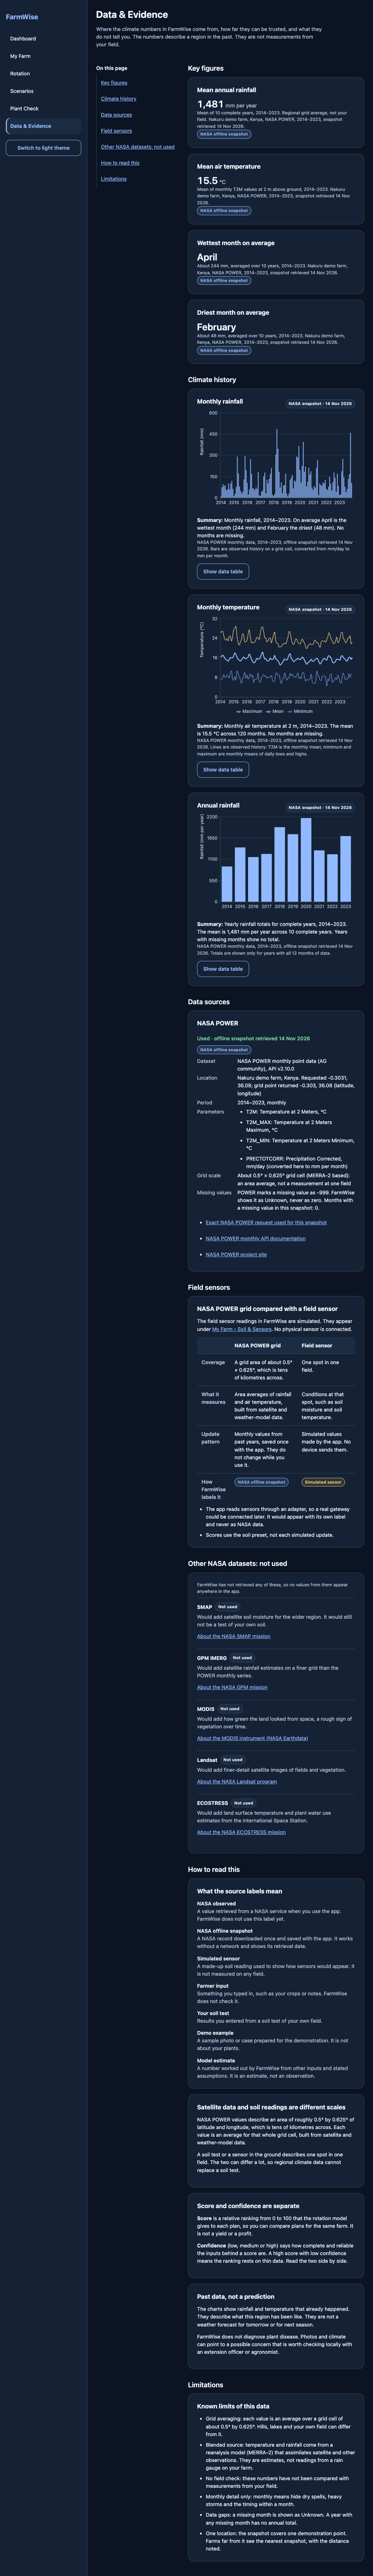 FarmWise
Dashboard
My Farm
Rotation
Scenarios
Plant Check
Data & Evidence
Switch to light theme
Data & Evidence
Where the climate numbers in FarmWise come from, how far they can be trusted, and what they
do not tell you. The numbers describe a region in the past. They are not measurements from
your field.
On this page
Key figures
Climate history
Data sources
Field sensors
Other NASA datasets: not used
How to read this
Limitations
Key figures
Mean annual rainfall
1,481 mm per year
Mean of 10 complete years, 2014–2023. Regional grid average, not your
field. Nakuru demo farm, Kenya, NASA POWER, 2014–2023, snapshot
retrieved 14 Nov 2026.
NASA offline snapshot
Mean air temperature
15.5 °C
Mean of monthly T2M values at 2 m above ground, 2014–2023. Nakuru
demo farm, Kenya, NASA POWER, 2014–2023, snapshot retrieved 14 Nov
2026.
NASA offline snapshot
Wettest month on average
April
About 244 mm, averaged over 10 years, 2014–2023. Nakuru demo farm,
Kenya, NASA POWER, 2014–2023, snapshot retrieved 14 Nov 2026.
NASA offline snapshot
Driest month on average
February
About 48 mm, averaged over 10 years, 2014–2023. Nakuru demo farm,
Kenya, NASA POWER, 2014–2023, snapshot retrieved 14 Nov 2026.
NASA offline snapshot
Climate history
Monthly rainfall
NASA snapshot · 14 Nov 2026
Rainfall (mm)
600
450
300
150
0
2014 2015 2016 2017 2018 2019 2020 2021 2022 2023
Summary: Monthly rainfall, 2014–2023. On average April is the
wettest month (244 mm) and February the driest (48 mm). No
months are missing.
NASA POWER monthly data, 2014–2023, offline snapshot retrieved 14 Nov
2026. Bars are observed history on a grid cell, converted from mm/day to
mm per month.
Show data table
Monthly temperature
NASA snapshot · 14 Nov 2026
Temperature (°C)
32
24
16
8
0
2014 2015 2016 2017 2018 2019 2020 2021 2022 2023
Maximum Mean Minimum
Summary: Monthly air temperature at 2 m, 2014–2023. The mean
is 15.5 °C across 120 months. No months are missing.
NASA POWER monthly data, 2014–2023, offline snapshot retrieved 14 Nov
2026. Lines are observed history: T2M is the monthly mean; minimum and
maximum are monthly means of daily lows and highs.
Show data table
Annual rainfall
NASA snapshot · 14 Nov 2026
Rainfall (mm per year)
2200
1650
1100
550
0
2014 2015 2016 2017 2018 2019 2020 2021 2022 2023
Summary: Yearly rainfall totals for complete years, 2014–2023.
The mean is 1,481 mm per year across 10 complete years. Years
with missing months show no total.
NASA POWER monthly data, 2014–2023, offline snapshot retrieved 14 Nov
2026. Totals are shown only for years with all 12 months of data.
Show data table
Data sources
NASA POWER
Used · offline snapshot retrieved 14 Nov 2026
NASA offline snapshot
Dataset NASA POWER monthly point data (AG
community), API v2.10.0
Location Nakuru demo farm, Kenya. Requested -0.3031,
36.08; grid point returned -0.303, 36.08 (latitude,
longitude)
Period 2014–2023, monthly
Parameters • T2M: Temperature at 2 Meters, °C
• T2M_MAX: Temperature at 2 Meters
Maximum, °C
• T2M_MIN: Temperature at 2 Meters Minimum,
°C
• PRECTOTCORR: Precipitation Corrected,
mm/day (converted here to mm per month)
Grid scale About 0.5° × 0.625° grid cell (MERRA-2 based):
an area average, not a measurement at one field
Missing values POWER marks a missing value as -999. FarmWise
shows it as Unknown, never as zero. Months with
a missing value in this snapshot: 0.
• Exact NASA POWER request used for this snapshot
• NASA POWER monthly API documentation
• NASA POWER project site
Field sensors
NASA POWER grid compared with a field sensor
The field sensor readings in FarmWise are simulated. They appear
under My Farm › Soil & Sensors. No physical sensor is connected.
NASA POWER grid Field sensor
Coverage A grid area of about 0.5° One spot in one
× 0.625°, which is tens field.
of kilometres across.
What it Area averages of rainfall Conditions at that
measures and air temperature, spot, such as soil
built from satellite and moisture and soil
weather-model data. temperature.
Update Monthly values from Simulated values
pattern past years, saved once made by the app. No
with the app. They do device sends them.
not change while you
use it.
How NASA offline snapshot Simulated sensor
FarmWise
labels it
• The app reads sensors through an adapter, so a real gateway
could be connected later. It would appear with its own label
and never as NASA data.
• Scores use the soil preset, not each simulated update.
Other NASA datasets: not used
FarmWise has not retrieved any of these, so no values from them appear
anywhere in the app.
SMAP Not used
Would add satellite soil moisture for the wider region. It would still
not be a test of your own soil.
About the NASA SMAP mission
GPM IMERG Not used
Would add satellite rainfall estimates on a finer grid than the
POWER monthly series.
About the NASA GPM mission
MODIS Not used
Would add how green the land looked from space, a rough sign of
vegetation over time.
About the MODIS instrument (NASA Earthdata)
Landsat Not used
Would add finer-detail satellite images of fields and vegetation.
About the NASA Landsat program
ECOSTRESS Not used
Would add land surface temperature and plant water use
estimates from the International Space Station.
About the NASA ECOSTRESS mission
How to read this
What the source labels mean
NASA observed
A value retrieved from a NASA service when you use the app.
FarmWise does not use this label yet.
NASA offline snapshot
A NASA record downloaded once and saved with the app. It works
without a network and shows its retrieval date.
Simulated sensor
A made-up soil reading used to show how sensors would appear. It
is not measured on any field.
Farmer input
Something you typed in, such as your crops or notes. FarmWise
does not check it.
Your soil test
Results you entered from a soil test of your own field.
Demo example
A sample photo or case prepared for the demonstration. It is not
about your plants.
Model estimate
A number worked out by FarmWise from other inputs and stated
assumptions. It is an estimate, not an observation.
Satellite data and soil readings are different scales
NASA POWER values describe an area of roughly 0.5° by 0.625° of
latitude and longitude, which is tens of kilometres across. Each
value is an average for that whole grid cell, built from satellite and
weather-model data.
A soil test or a sensor in the ground describes one spot in one
field. The two can differ a lot, so regional climate data cannot
replace a soil test.
Score and confidence are separate
Score is a relative ranking from 0 to 100 that the rotation model
gives to each plan, so you can compare plans for the same farm. It
is not a yield or a profit.
Confidence (low, medium or high) says how complete and reliable
the inputs behind a score are. A high score with low confidence
means the ranking rests on thin data. Read the two side by side.
Past data, not a prediction
The charts show rainfall and temperature that already happened.
They describe what this region has been like. They are not a
weather forecast for tomorrow or for next season.
FarmWise does not diagnose plant disease. Photos and climate
can point to a possible concern that is worth checking locally with
an extension officer or agronomist.
Limitations
Known limits of this data
• Grid averaging: each value is an average over a grid cell of
about 0.5° by 0.625°. Hills, lakes and your own field can differ
from it.
• Blended source: temperature and rainfall come from a
reanalysis model (MERRA-2) that assimilates satellite and other
observations. They are estimates, not readings from a rain
gauge on your farm.
• No field check: these numbers have not been compared with
measurements from your field.
• Monthly detail only: monthly means hide dry spells, heavy
storms and the timing within a month.
• Data gaps: a missing month is shown as Unknown. A year with
any missing month has no annual total.
• One location: the snapshot covers one demonstration point.
Farms far from it see the nearest snapshot, with the distance
noted.